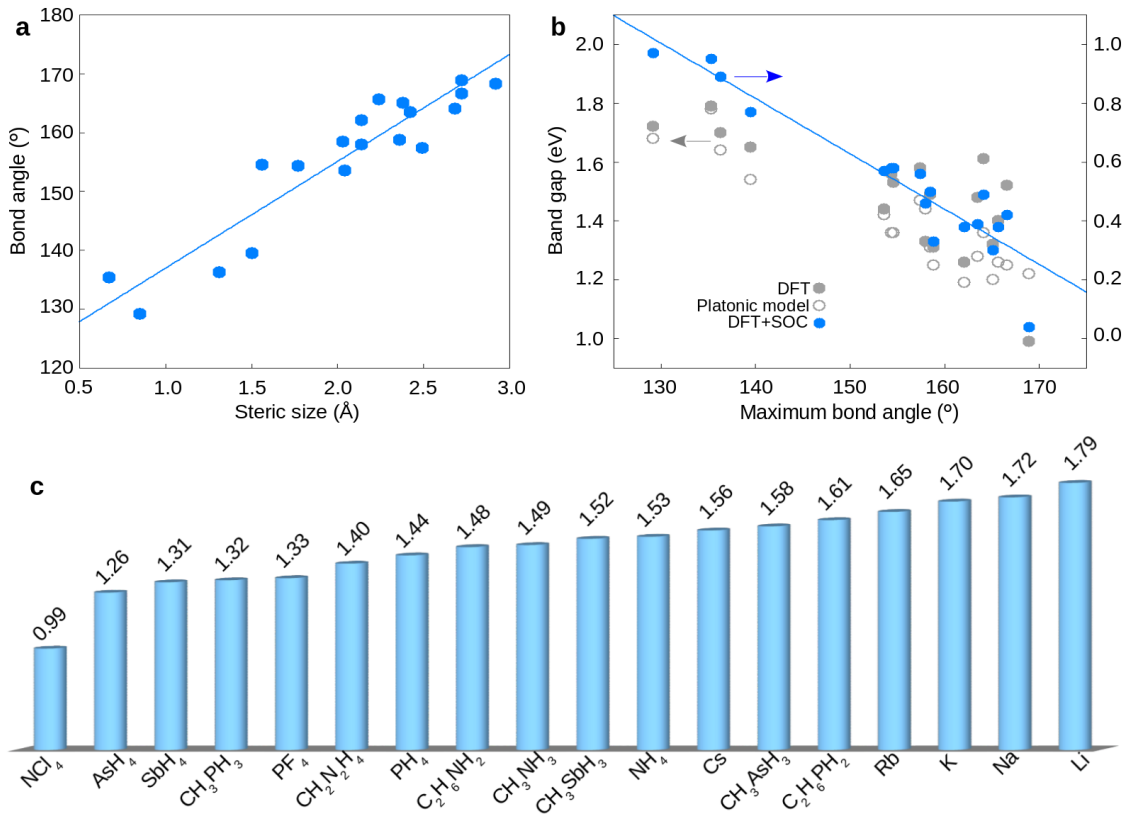 a
180
170
160
150
140
130
120
Bond angle (º)
0.5 1.0 1.5 2.0 2.5 3.0
Steric size (Å)
b
2.0
1.8
1.6
1.4
1.2
1.0
Band gap (eV)
1.0
0.8
0.6
0.4
0.2
0.0
DFT
Platonic model
DFT+SOC
130 140 150 160 170
Maximum bond angle (º)
c
0.99 1.26 1.31 1.32 1.33 1.40 1.44 1.48 1.49 1.52 1.53 1.56 1.58 1.61 1.65 1.70 1.72 1.79
NCl₄ AsH₄ SbH₄ CH₃PH₃ PF₄ CH₂N₂H₄ PH₄ C₂H₆NH₂ CH₃NH₃ CH₃SbH₃ NH₄ Cs CH₃AsH₃ C₂H₆PH₂ Rb K Na Li